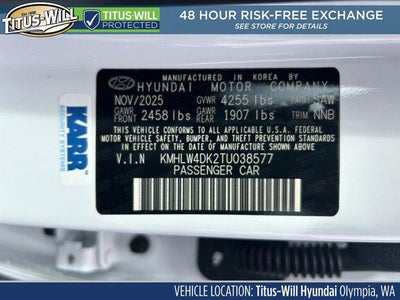 TITUS-WILL
TITUS WILL
PROTECTED
48 HOUR RISK-FREE EXCHANGE
SEE STORE FOR DETAILS
MANUFACTURED IN KOREA BY
HYUNDAI MOTOR COMPANY
NOV/2025 GVWR 4255 lbs PAINT SAW
GAWR FRONT 2458 lbs GAWR REAR 1907 lbs TRIM NNB
THIS VEHICLE CONFORMS TO ALL APPLICABLE U.S.A. FEDERAL
MOTOR VEHICLE SAFETY, BUMPER, AND THEFT PREVENTION STANDARDS
IN EFFECT ON THE DATE OF MANUFACTURE SHOWN ABOVE.
V.I.N KMHLW4DK2TU038577
PASSENGER CAR
KARR
SECURITY SYSTEMS
VEHICLE LOCATION: Titus-Will Hyundai Olympia, WA